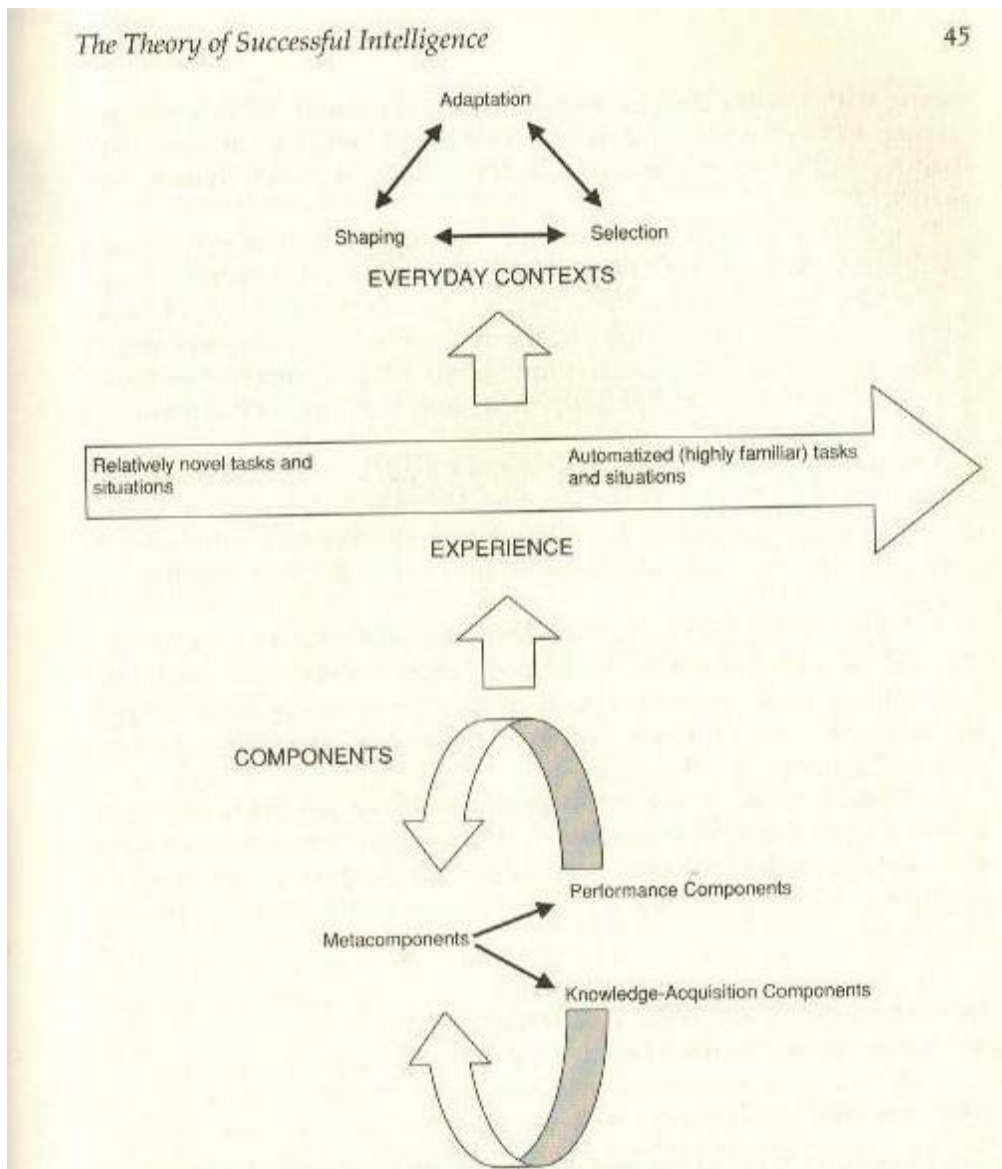 The Theory of Successful Intelligence 45
Adaptation
Shaping Selection
EVERYDAY CONTEXTS
Relatively novel tasks and
situations
Automatized (highly familiar) tasks
and situations
EXPERIENCE
COMPONENTS
Performance Components
Metacomponents
Knowledge-Acquisition Components